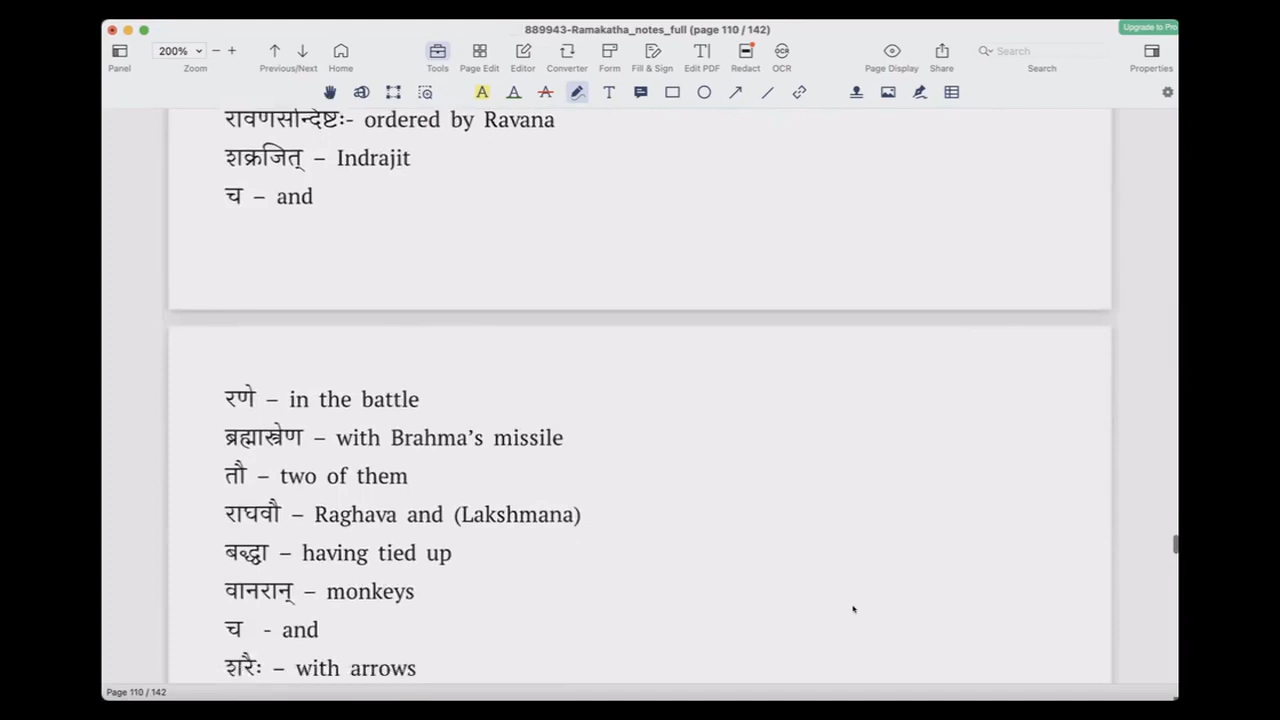 889943-Ramakatha_notes_full (page 110 / 142)
Upgrade to Pro
200%
Search
Panel
Zoom
Previous/Next
Home
Tools
Page Edit
Editor
Converter
Form
Fill & Sign
Edit PDF
Redact
OCR
Page Display
Share
Search
Properties
रावणसन्दिष्टः- ordered by Ravana
शक्रजित् – Indrajit
च – and
रणे – in the battle
ब्रह्मास्त्रेण – with Brahma’s missile
तौ – two of them
राघवौ – Raghava and (Lakshmana)
बद्ध्वा – having tied up
वानरान् – monkeys
च - and
शरैः – with arrows
Page 110 / 142